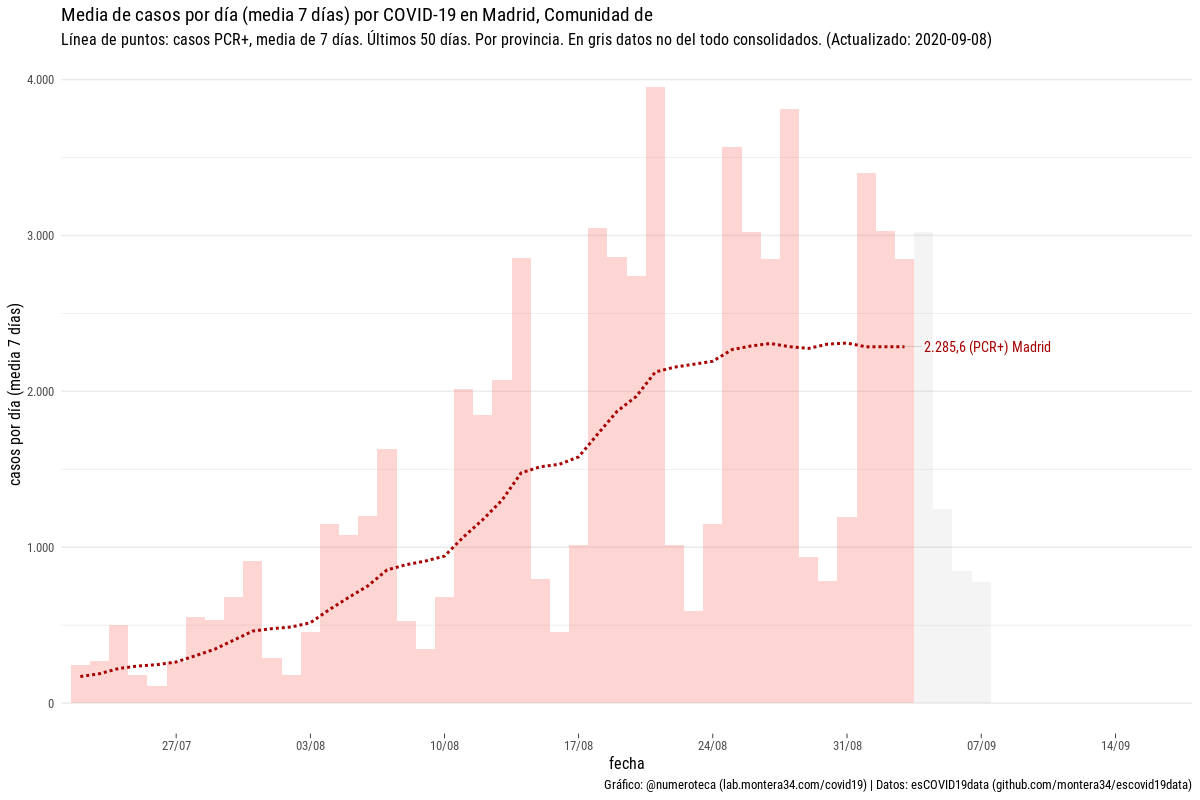 Media de casos por día (media 7 días) por COVID-19 en Madrid, Comunidad de
Línea de puntos: casos PCR+, media de 7 días. Últimos 50 días. Por provincia. En gris datos no del todo consolidados. (Actualizado: 2020-09-08)
casos por día (media 7 días)
4.000
3.000
2.000
1.000
0
2.285,6 (PCR+) Madrid
27/07
03/08
10/08
17/08
24/08
31/08
07/09
14/09
fecha
Gráfico: @numeroteca (lab.montera34.com/covid19) | Datos: esCOVID19data (github.com/montera34/escovid19data)